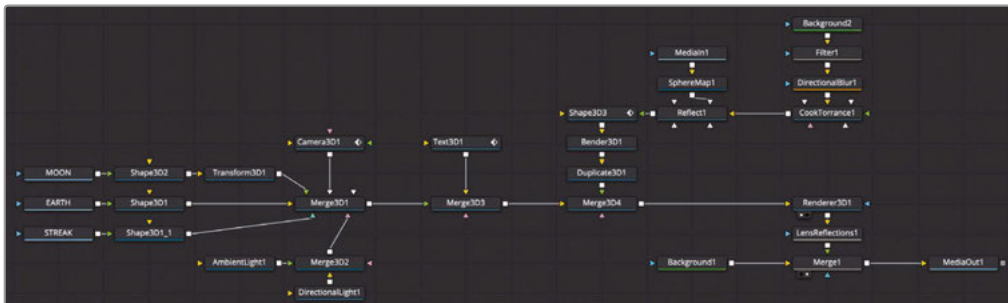 Background2
MediaIn1
Filter1
SphereMap1
DirectionalBlur1
Shape3D3
Reflect1
CookTorrance1
Camera3D1
Text3D1
Bender3D1
MOON
Shape3D2
Transform3D1
Duplicate3D1
EARTH
Shape3D1
Merge3D1
Merge3D3
Merge3D4
Renderer3D1
STREAK
Shape3D1_1
LensReflections1
AmbientLight1
Merge3D2
Background1
Merge1
MediaOut1
DirectionalLight1